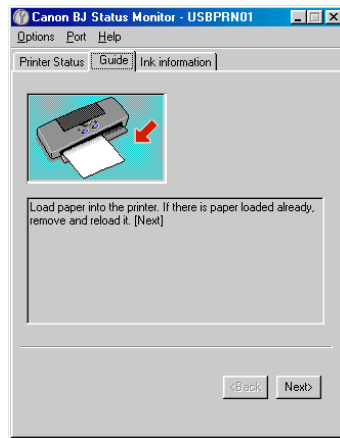 Canon BJ Status Monitor - USBPRN01
Options Port Help
Printer Status Guide Ink information
Load paper into the printer. If there is paper loaded already,
remove and reload it. [Next]
<Back Next>